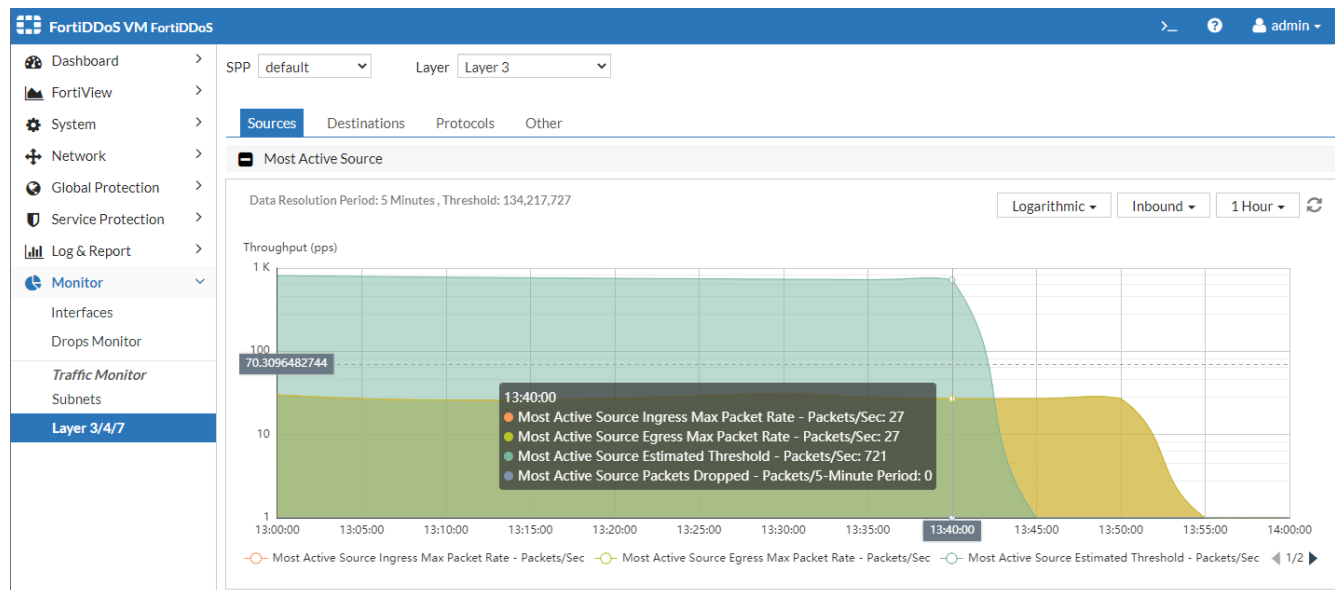 FortiDDoS VM FortiDDoS
>_
?
admin
Dashboard
FortiView
System
Network
Global Protection
Service Protection
Log & Report
Monitor
Interfaces
Drops Monitor
Traffic Monitor
Subnets
Layer 3/4/7
SPP default Layer Layer 3
Sources Destinations Protocols Other
Most Active Source
Data Resolution Period: 5 Minutes , Threshold: 134,217,727
Logarithmic Inbound 1 Hour
Throughput (pps)
1 K
100
70.3096482744
10
1
13:40:00
Most Active Source Ingress Max Packet Rate - Packets/Sec: 27
Most Active Source Egress Max Packet Rate - Packets/Sec: 27
Most Active Source Estimated Threshold - Packets/Sec: 721
Most Active Source Packets Dropped - Packets/5-Minute Period: 0
13:00:00 13:05:00 13:10:00 13:15:00 13:20:00 13:25:00 13:30:00 13:35:00 13:40:00 13:45:00 13:50:00 13:55:00 14:00:00
Most Active Source Ingress Max Packet Rate - Packets/Sec Most Active Source Egress Max Packet Rate - Packets/Sec Most Active Source Estimated Threshold - Packets/Sec 1/2